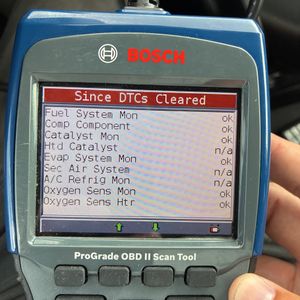 BOSCH
Since DTCs Cleared
Fuel System Mon ok
Comp Component ok
Catalyst Mon ok
Htd Catalyst n/a
Evap System Mon ok
Sec Air System n/a
A/C Refrig Mon n/a
Oxygen Sens Mon ok
Oxygen Sens Htr ok
ProGrade OBD II Scan Tool